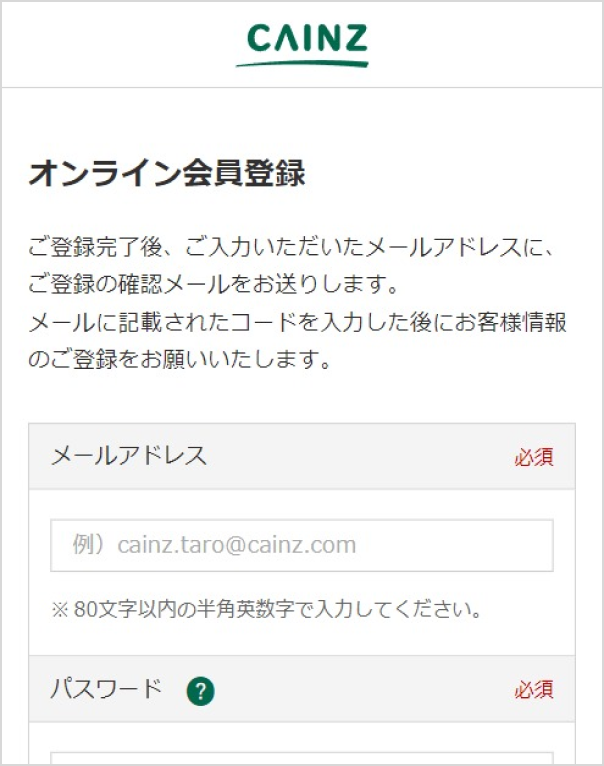 CAINZ
オンライン会員登録
ご登録完了後、ご入力いただいたメールアドレスに、
ご登録の確認メールをお送りします。
メールに記載されたコードを入力した後にお客様情報
のご登録をお願いいたします。
メールアドレス 必須
例）cainz.taro@cainz.com
※ 80文字以内の半角英数字で入力してください。
パスワード ? 必須